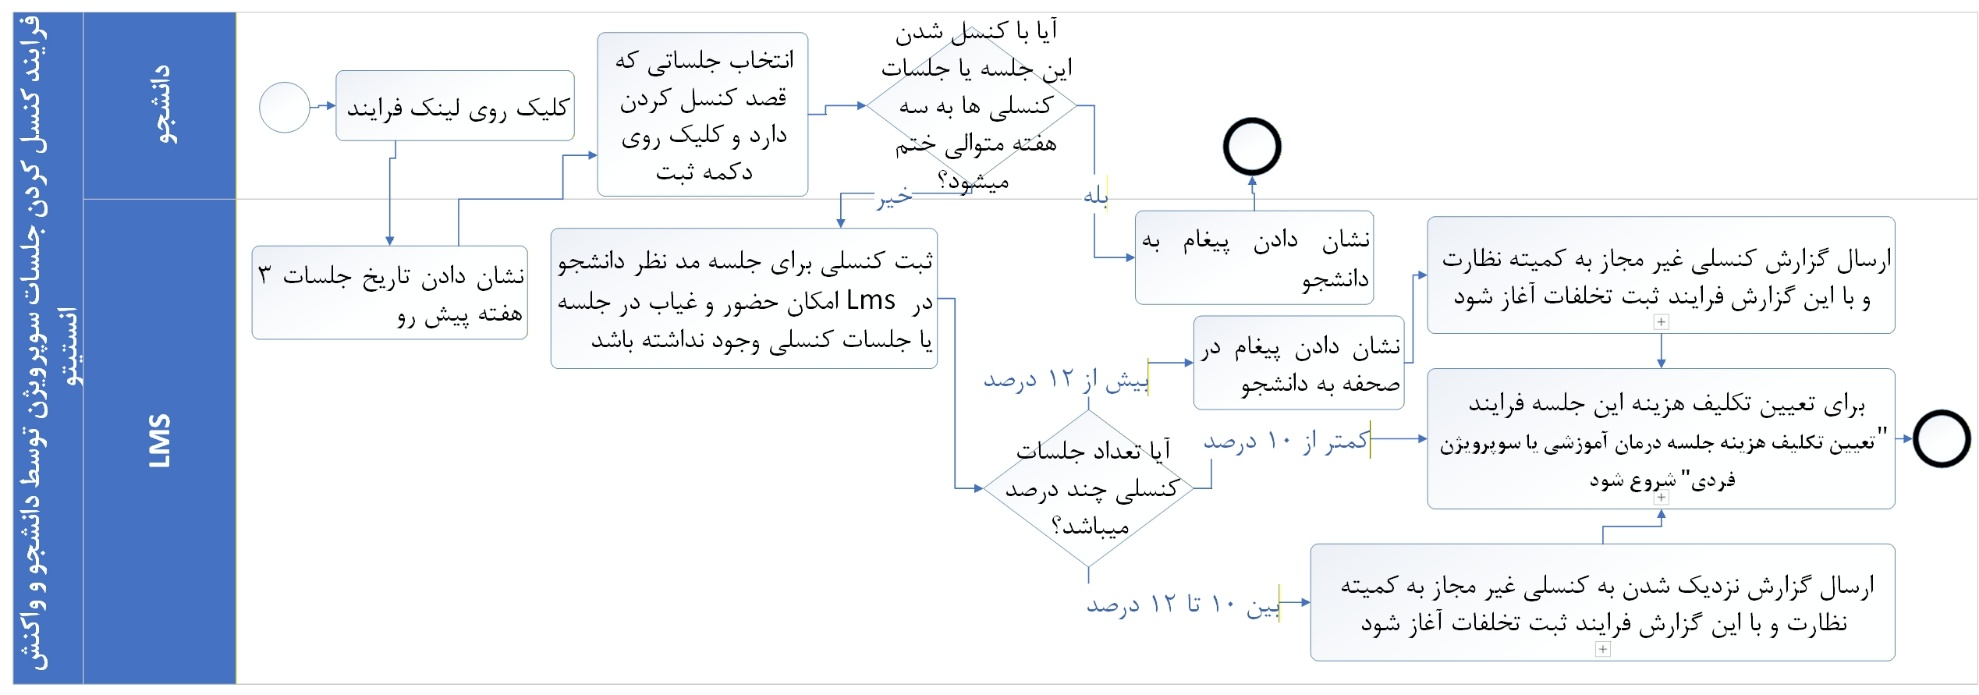 فرایند کنسل کردن جلسات سوپرویژن توسط دانشجو و واکنش
انستیتو
دانشجو
LMS
کلیک روی لینک فرایند
نشان دادن تاریخ جلسات ۳
هفته پیش رو
انتخاب جلساتی که
قصد کنسل کردن
دارد و کلیک روی
دکمه ثبت
آیا با کنسل شدن
این جلسه یا جلسات
کنسلی ها به سه
هفته متوالی ختم
میشود؟
خیر
بله
نشان دادن پیغام به
دانشجو
ثبت کنسلی برای جلسه مد نظر دانشجو
در Lms امکان حضور و غیاب در جلسه
یا جلسات کنسلی وجود نداشته باشد
آیا تعداد جلسات
کنسلی چند درصد
میباشد؟
بیش از ۱۲ درصد
نشان دادن پیغام در
صحفه به دانشجو
ارسال گزارش کنسلی غیر مجاز به کمیته نظارت
و با این گزارش فرایند ثبت تخلفات آغاز شود
کمتر از ۱۰ درصد
برای تعیین تکلیف هزینه این جلسه فرایند
"تعیین تکلیف هزینه جلسه درمان آموزشی یا سوپرویژن
فردی" شروع شود
بین ۱۰ تا ۱۲ درصد
ارسال گزارش نزدیک شدن به کنسلی غیر مجاز به کمیته
نظارت و با این گزارش فرایند ثبت تخلفات آغاز شود